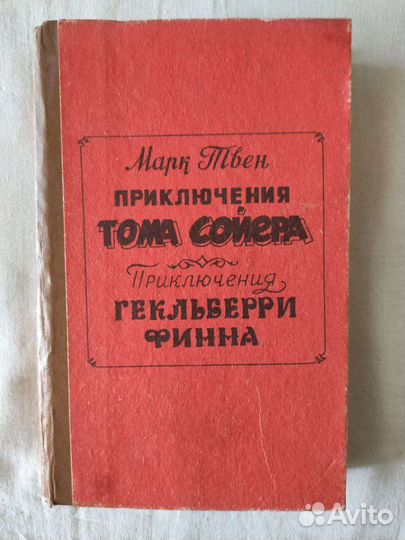 Марк Твен
ПРИКЛЮЧЕНИЯ
ТОМА СОЙЕРА
Приключения
ГЕКЛЬБЕРРИ
ФИННА
Avito